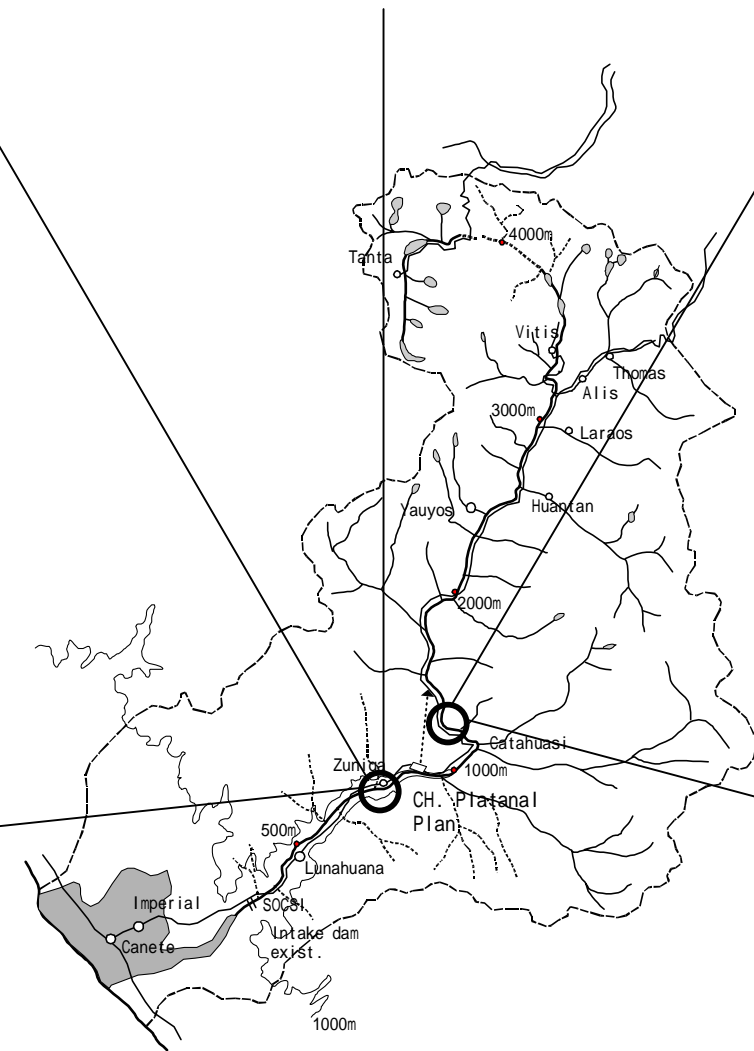 4000m
Tanta
Vitis
Thomas
Alis
3000m
Laraos
Yauyos
Huantan
2000m
Catahuasi
Zuniga
1000m
CH. Platanal
Plan
500m
Lunahuana
Imperial
SOCSI
Canete
Intake dam
exist.
1000m